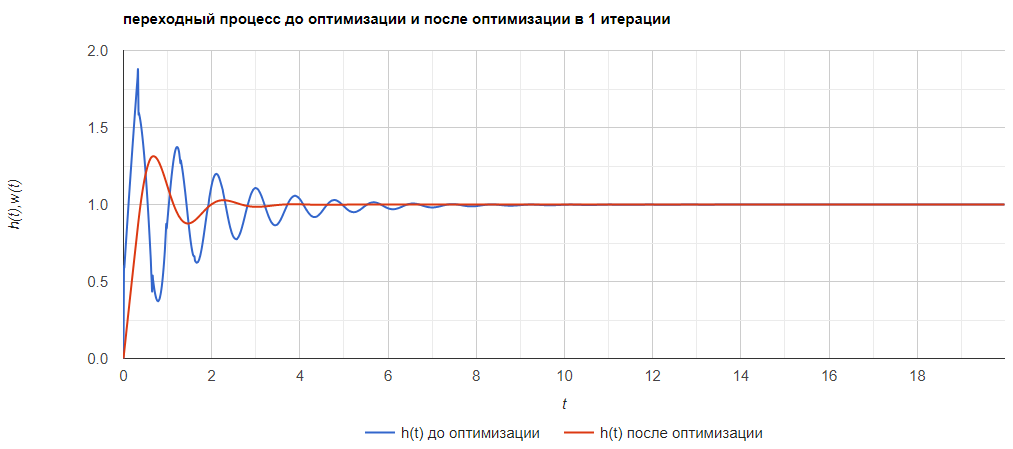 переходный процесс до оптимизации и после оптимизации в 1 итерации
2.0
1.5
1.0
0.5
0.0
h(t),w(t)
0 2 4 6 8 10 12 14 16 18
t
h(t) до оптимизации h(t) после оптимизации